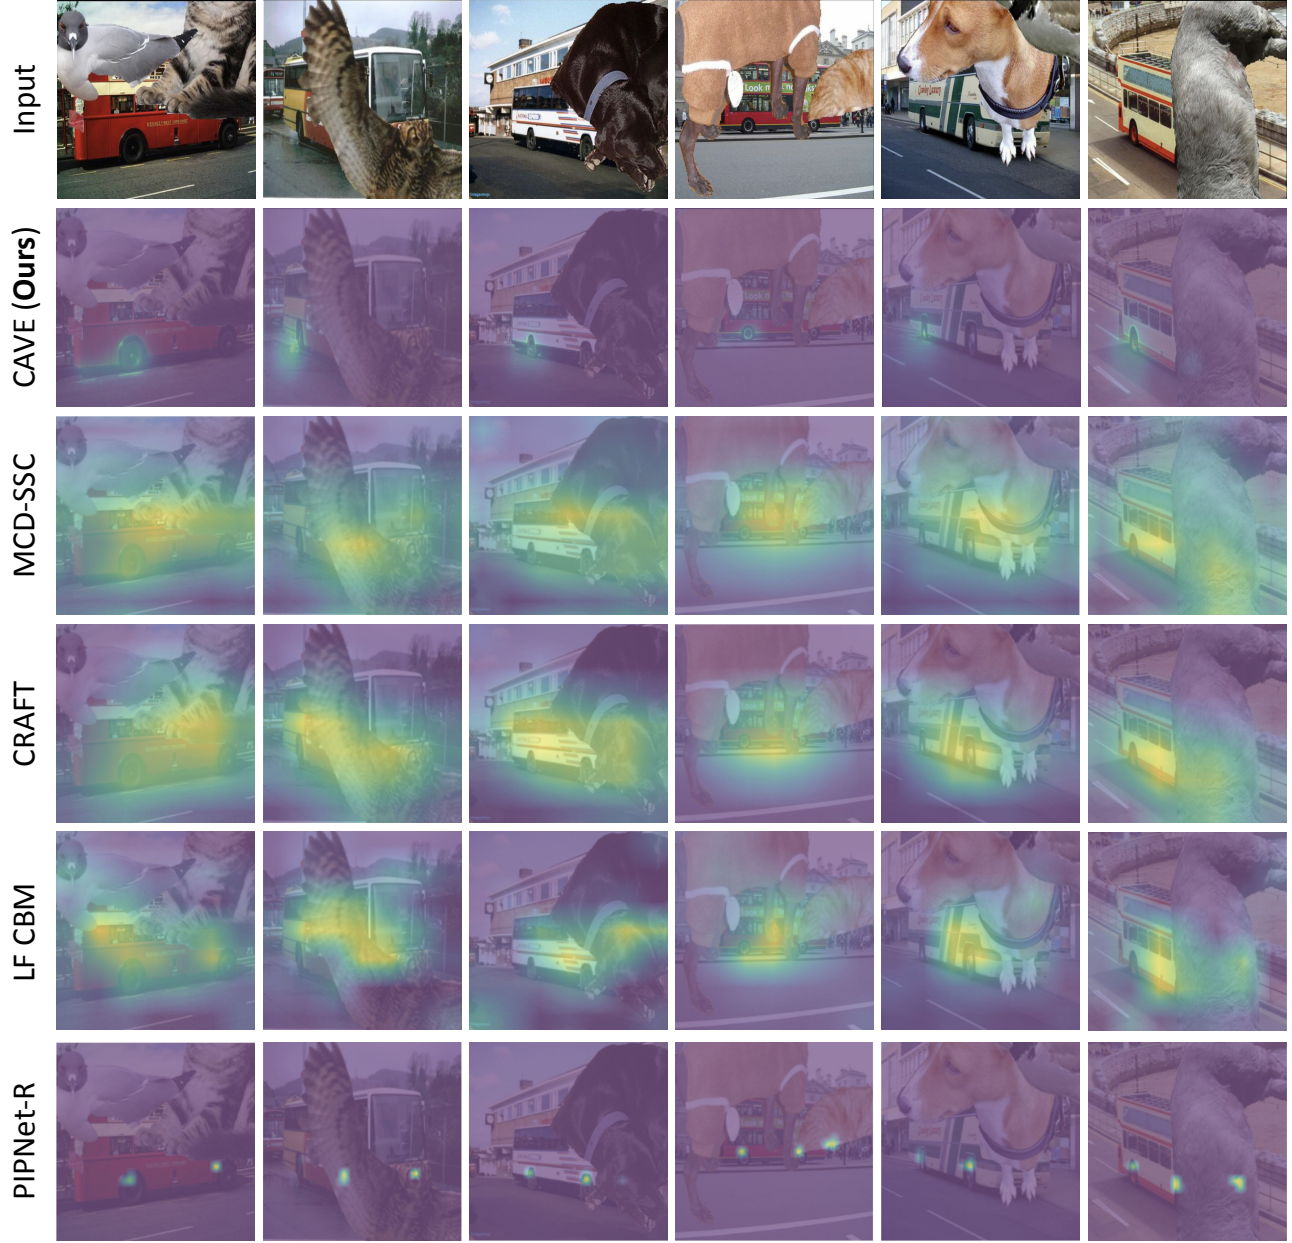 Input
Look m
CAVE (Ours)
MCD-SSC
CRAFT
LF CBM
PIPNet-R